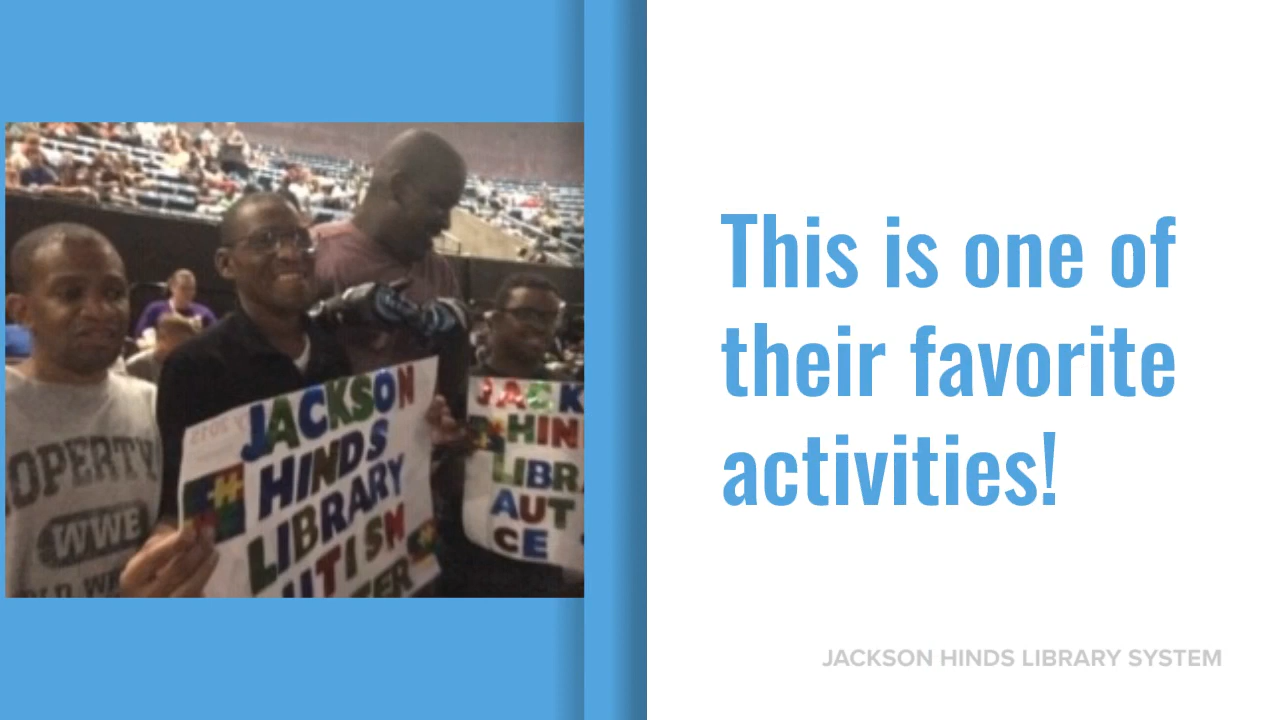 OPERTY
WWE
JACKSON
HINDS
LIBRARY
AUTISM
JACK
HIN
LIBR
AUT
CE
This is one of
their favorite
activities!
JACKSON HINDS LIBRARY SYSTEM